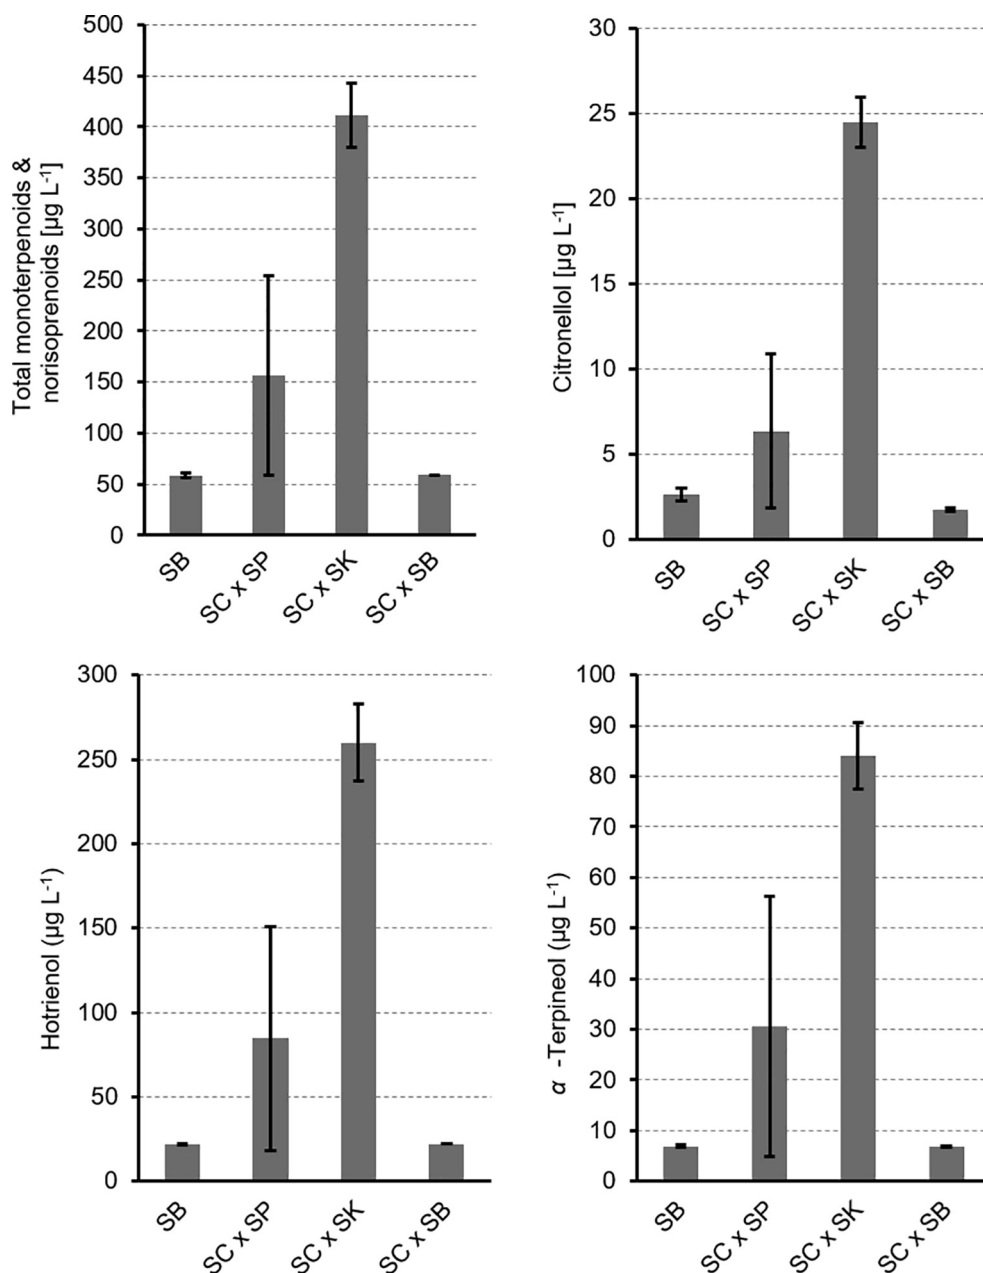 Total monoterpenoids &
norisoprenoids [µg L-1]
500
450
400
350
300
250
200
150
100
50
0
SB
SC x SP
SC x SK
SC x SB
Citronellol [µg L-1]
30
25
20
15
10
5
0
SB
SC x SP
SC x SK
SC x SB
Hotrienol (µg L-1)
300
250
200
150
100
50
0
SB
SC x SP
SC x SK
SC x SB
α -Terpineol (µg L-1)
100
90
80
70
60
50
40
30
20
10
0
SB
SC x SP
SC x SK
SC x SB